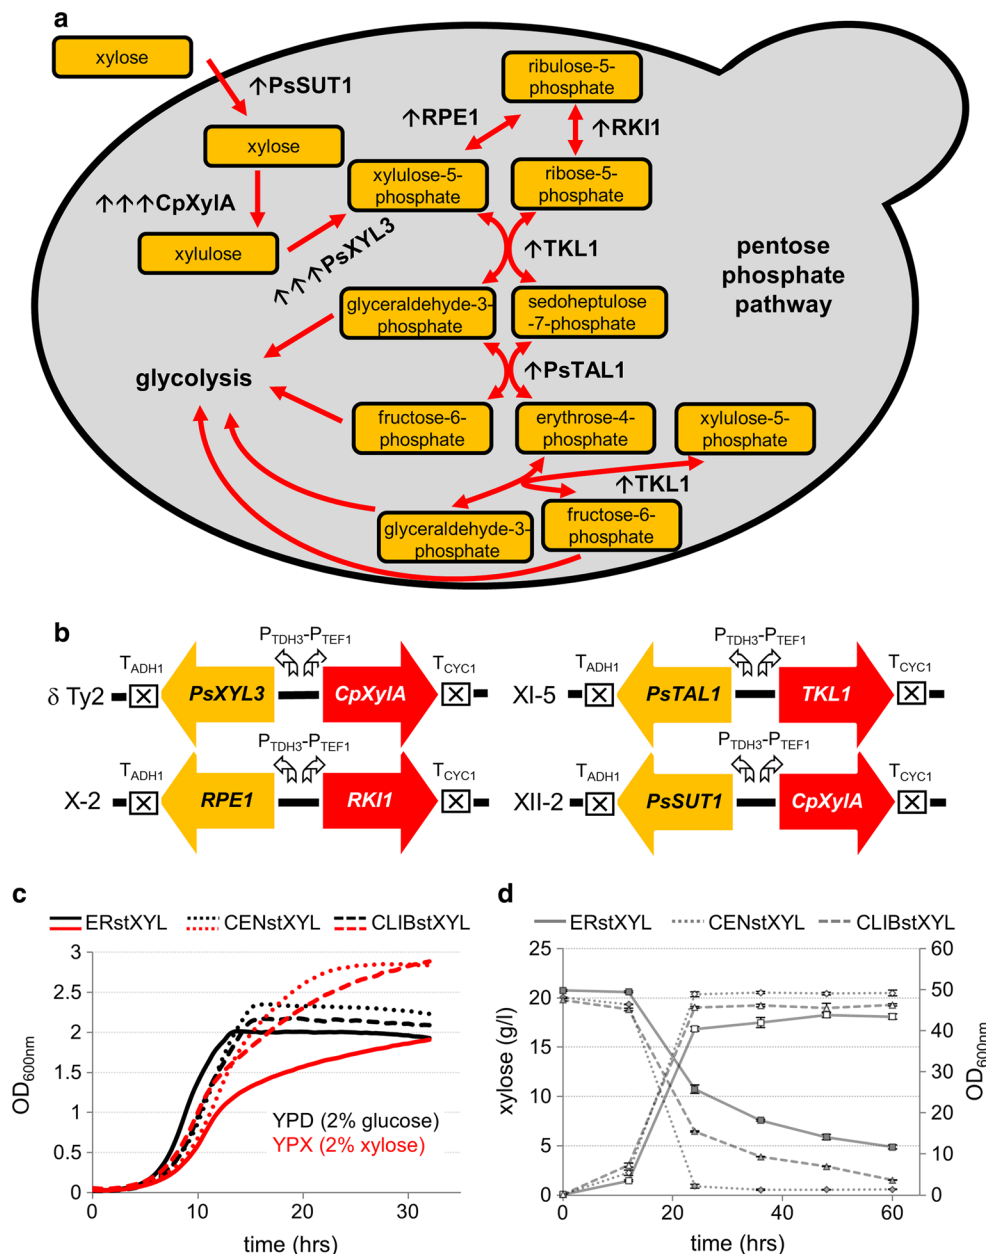 a
xylose
↑PsSUT1
xylose
↑↑↑CpXylA
xylulose
↑↑↑PsXYL3
ribulose-5-
phosphate
↑RPE1
↑RKI1
xylulose-5-
phosphate
ribose-5-
phosphate
↑TKL1
pentose
phosphate
pathway
glyceraldehyde-3-
phosphate
sedoheptulose
-7-phosphate
↑PsTAL1
glycolysis
fructose-6-
phosphate
erythrose-4-
phosphate
xylulose-5-
phosphate
↑TKL1
glyceraldehyde-3-
phosphate
fructose-6-
phosphate
b
δ Ty2
TADH1
PsXYL3
PTDH3-PTEF1
CpXylA
TCYC1
XI-5
TADH1
PsTAL1
PTDH3-PTEF1
TKL1
TCYC1
X-2
TADH1
RPE1
PTDH3-PTEF1
RKI1
TCYC1
XII-2
TADH1
PsSUT1
PTDH3-PTEF1
CpXylA
TCYC1
c
ERstXYL CENstXYL CLIBstXYL
3
2.5
2
1.5
1
0.5
0
OD600nm
YPD (2% glucose)
YPX (2% xylose)
0 10 20 30
time (hrs)
d
ERstXYL CENstXYL CLIBstXYL
25
20
15
10
5
0
xylose (g/l)
60
50
40
30
20
10
0
OD600nm
0 20 40 60
time (hrs)